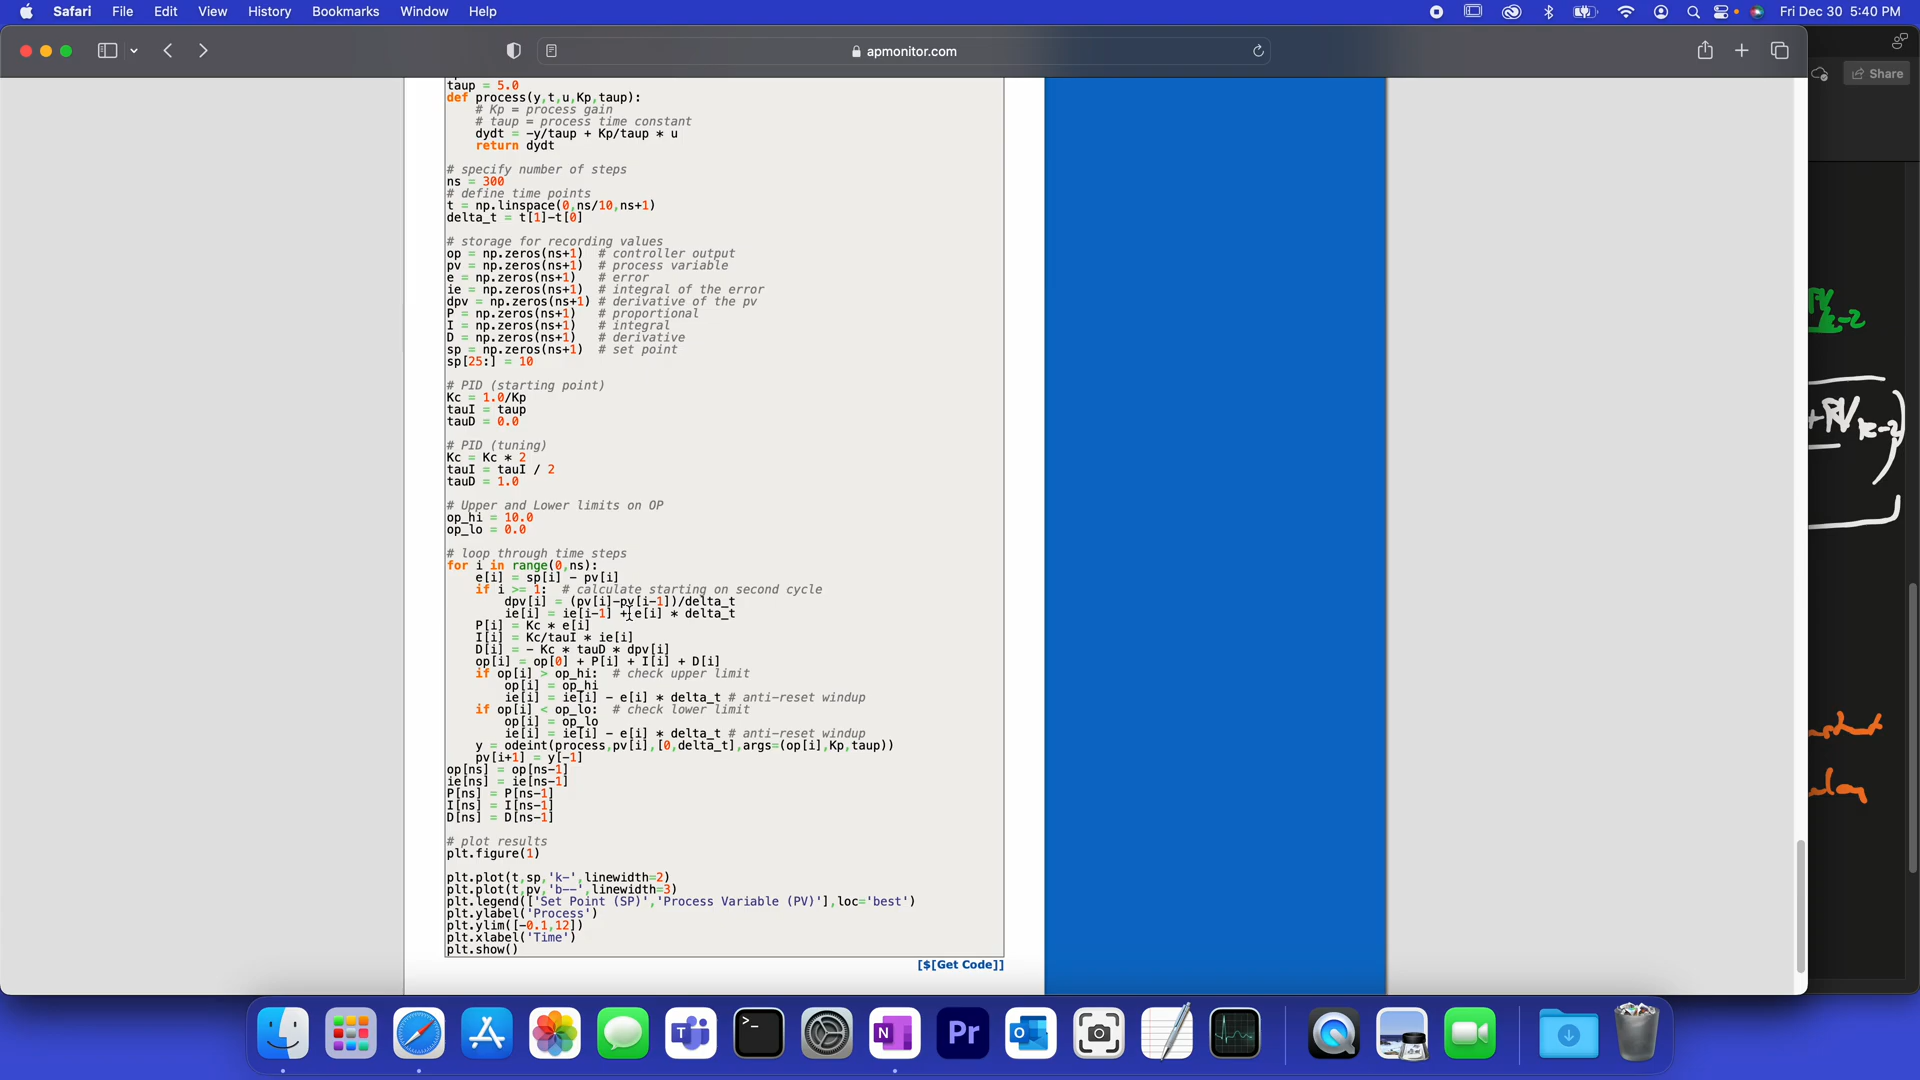 Safari File Edit View History Bookmarks Window Help Fri Dec 30 5:40 PM
apmonitor.com
Share
taup = 5.0
def process(y,t,u,Kp,taup):
    # Kp = process gain
    # taup = process time constant
    dydt = -y/taup + Kp/taup * u
    return dydt
# specify number of steps
ns = 300
# define time points
t = np.linspace(0,ns/10,ns+1)
delta_t = t[1]-t[0]
# storage for recording values
op = np.zeros(ns+1)  # controller output
pv = np.zeros(ns+1)  # process variable
e = np.zeros(ns+1)   # error
ie = np.zeros(ns+1)  # integral of the error
dpv = np.zeros(ns+1) # derivative of the pv
P = np.zeros(ns+1)   # proportional
I = np.zeros(ns+1)   # integral
D = np.zeros(ns+1)   # derivative
sp = np.zeros(ns+1)  # set point
sp[25:] = 10
# PID (starting point)
Kc = 1.0/Kp
tauI = taup
tauD = 0.0
# PID (tuning)
Kc = Kc * 2
tauI = tauI / 2
tauD = 1.0
# Upper and Lower limits on OP
op_hi = 10.0
op_lo = 0.0
# loop through time steps
for i in range(0,ns):
    e[i] = sp[i] - pv[i]
    if i >= 1:  # calculate starting on second cycle
        dpv[i] = (pv[i]-pv[i-1])/delta_t
        ie[i] = ie[i-1] + e[i] * delta_t
    P[i] = Kc * e[i]
    I[i] = Kc/tauI * ie[i]
    D[i] = - Kc * tauD * dpv[i]
    op[i] = op[0] + P[i] + I[i] + D[i]
    if op[i] > op_hi:  # check upper limit
        op[i] = op_hi
        ie[i] = ie[i] - e[i] * delta_t # anti-reset windup
    if op[i] < op_lo:  # check lower limit
        op[i] = op_lo
        ie[i] = ie[i] - e[i] * delta_t # anti-reset windup
    y = odeint(process,pv[i],[0,delta_t],args=(op[i],Kp,taup))
    pv[i+1] = y[-1]
op[ns] = op[ns-1]
ie[ns] = ie[ns-1]
P[ns] = P[ns-1]
I[ns] = I[ns-1]
D[ns] = D[ns-1]
# plot results
plt.figure(1)
plt.plot(t,sp,'k-',linewidth=2)
plt.plot(t,pv,'b--',linewidth=3)
plt.legend(['Set Point (SP)','Process Variable (PV)'],loc='best')
plt.ylabel('Process')
plt.ylim([-0.1,12])
plt.xlabel('Time')
plt.show()
[$[Get Code]]
k-2
+PV k-2)
Pr